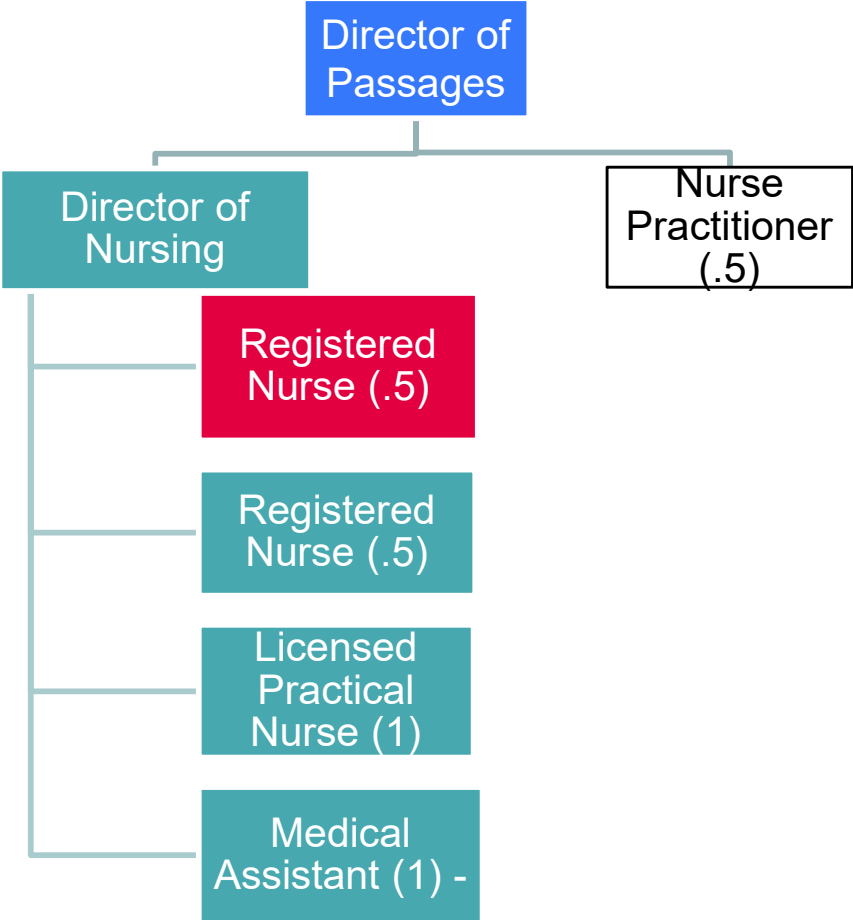 Director of
Passages
Director of
Nursing
Nurse
Practitioner
(.5)
Registered
Nurse (.5)
Registered
Nurse (.5)
Licensed
Practical
Nurse (1)
Medical
Assistant (1) -